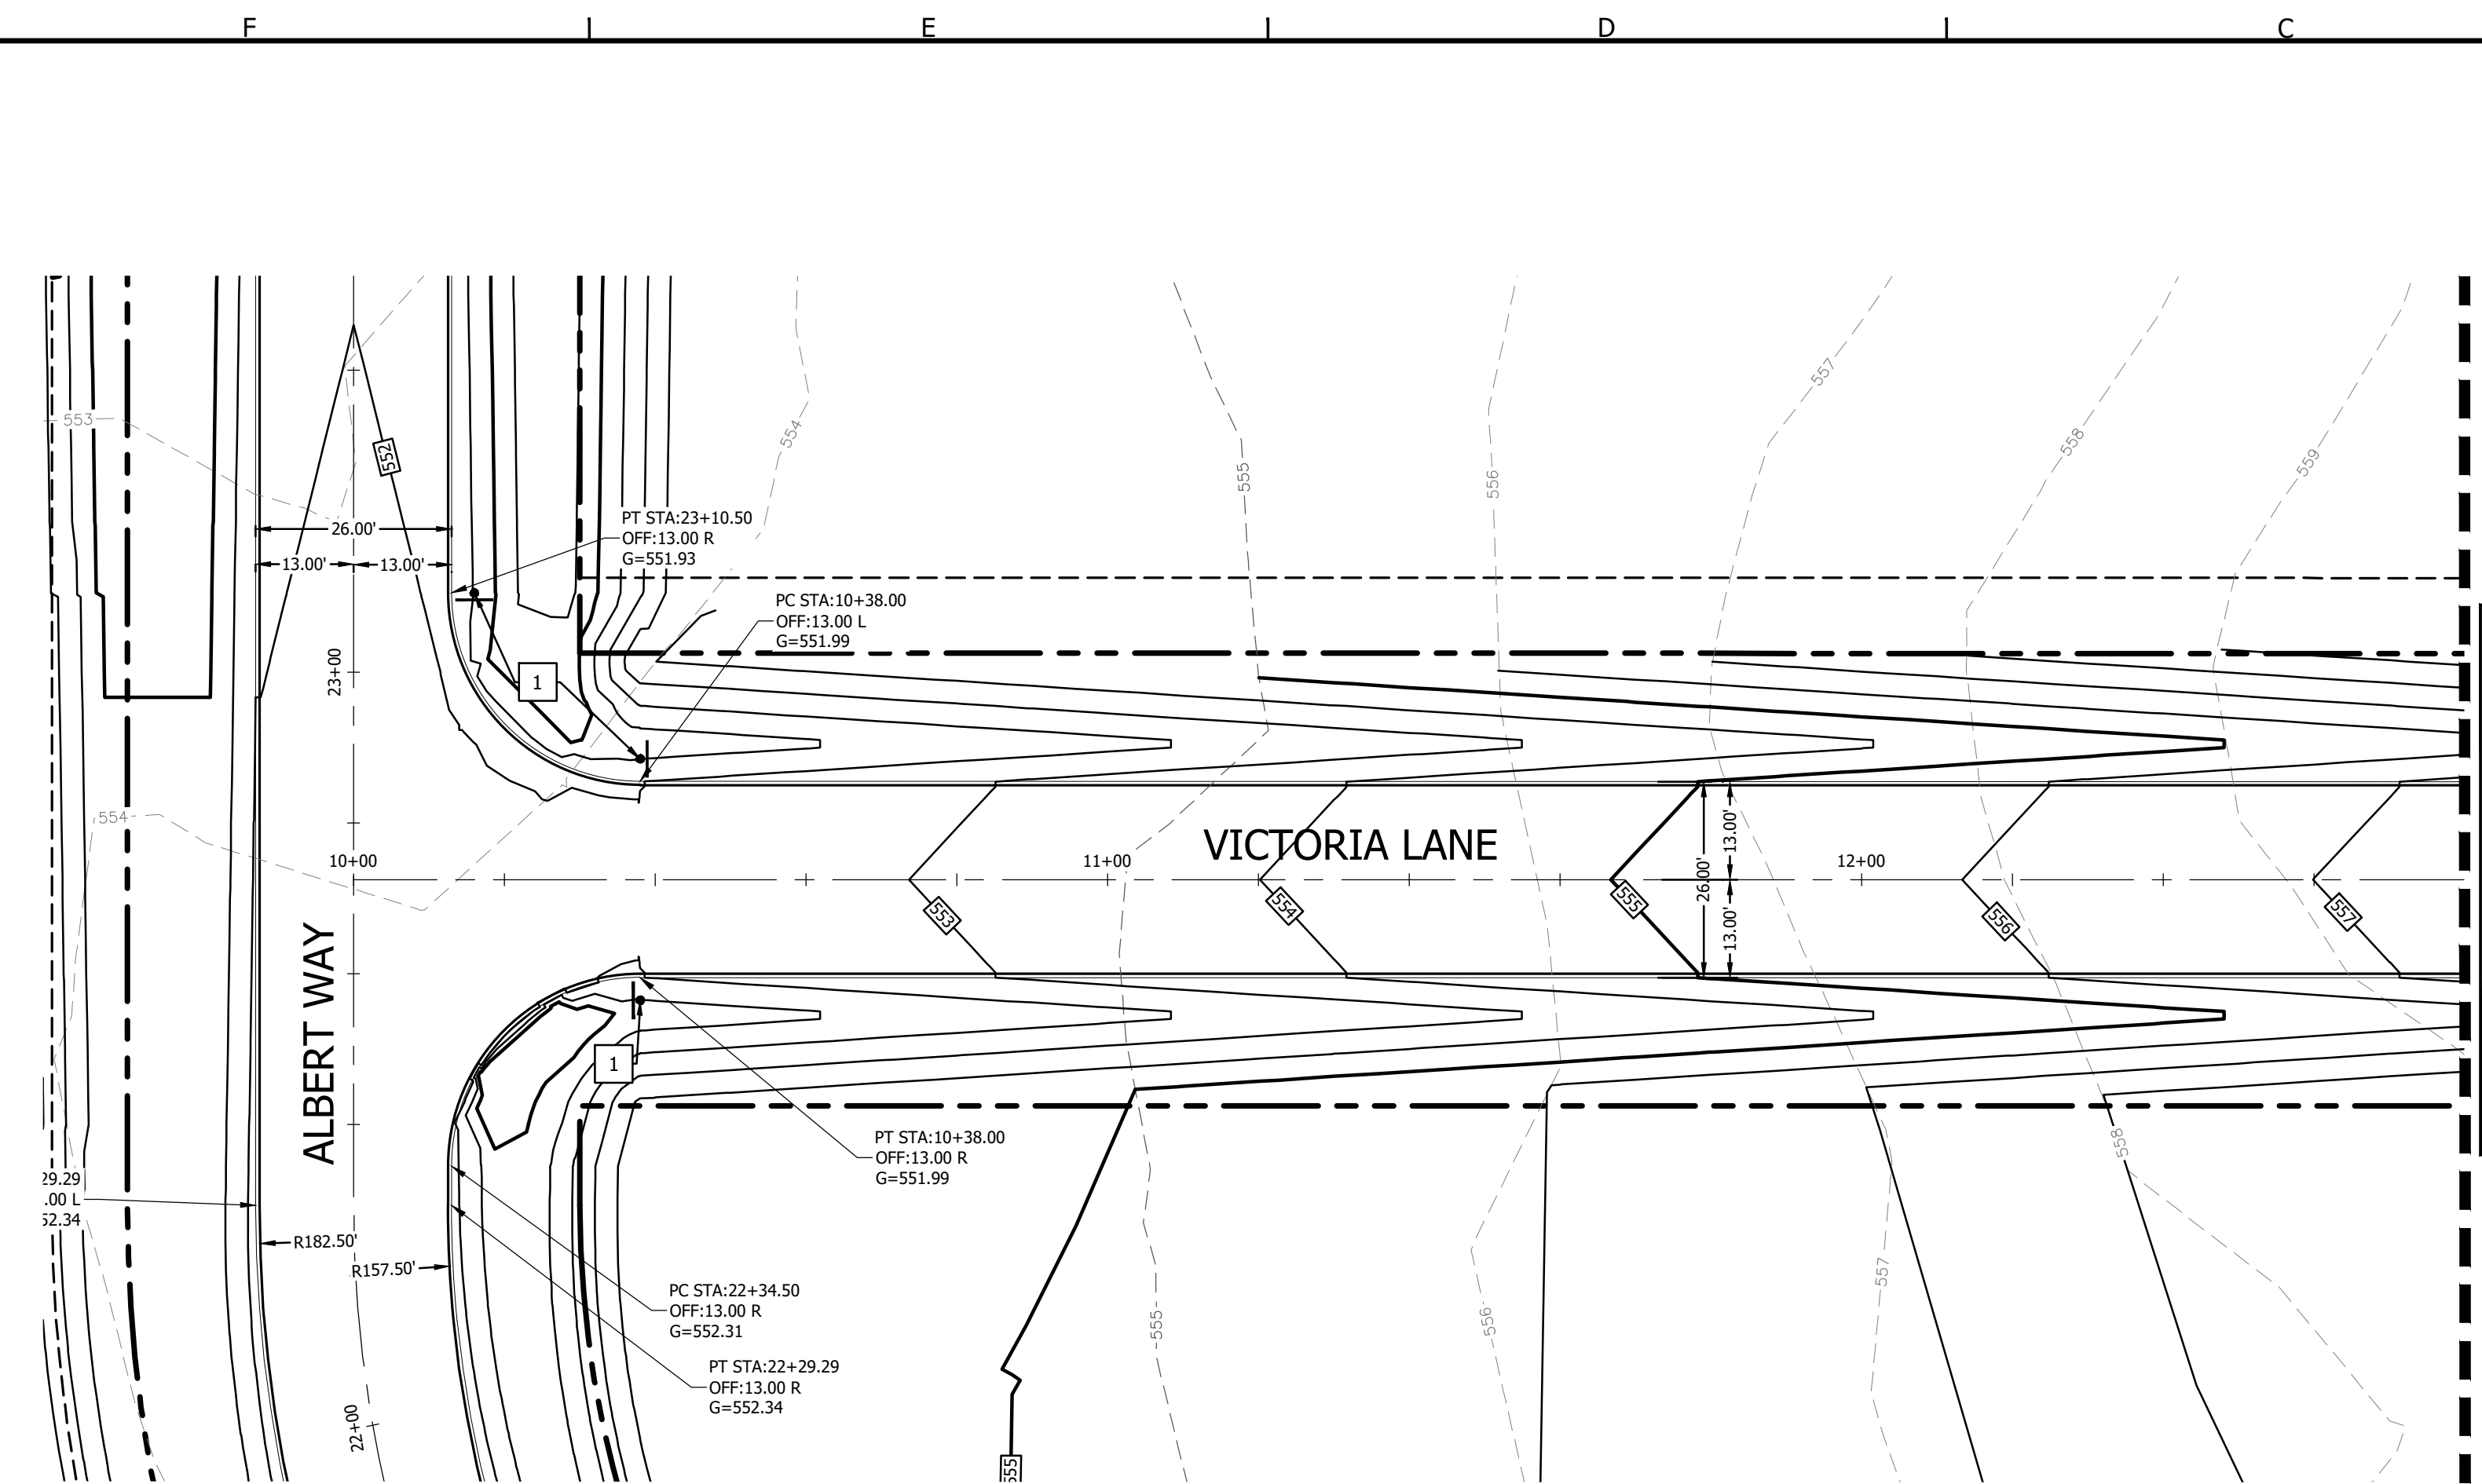 F
E
D
C
553
554
555
556
557
558
559
552
26.00'
13.00'
13.00'
PT STA:23+10.50
OFF:13.00 R
G=551.93
PC STA:10+38.00
OFF:13.00 L
G=551.99
1
23+00
554
10+00
11+00
VICTORIA LANE
12+00
553
554
555
556
557
26.00'
13.00'
13.00'
ALBERT WAY
1
PT STA:10+38.00
OFF:13.00 R
G=551.99
29.29
.00 L
52.34
R182.50'
R157.50'
PC STA:22+34.50
OFF:13.00 R
G=552.31
PT STA:22+29.29
OFF:13.00 R
G=552.34
22+00
555
555
556
557
558